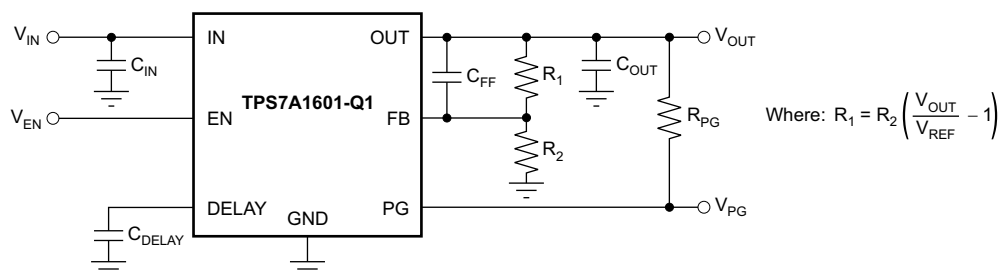 V_IN IN OUT V_OUT
C_IN C_FF R_1 C_OUT
TPS7A1601-Q1
V_EN EN FB R_PG Where: R_1 = R_2 (V_OUT / V_REF − 1)
R_2
DELAY GND PG V_PG
C_DELAY